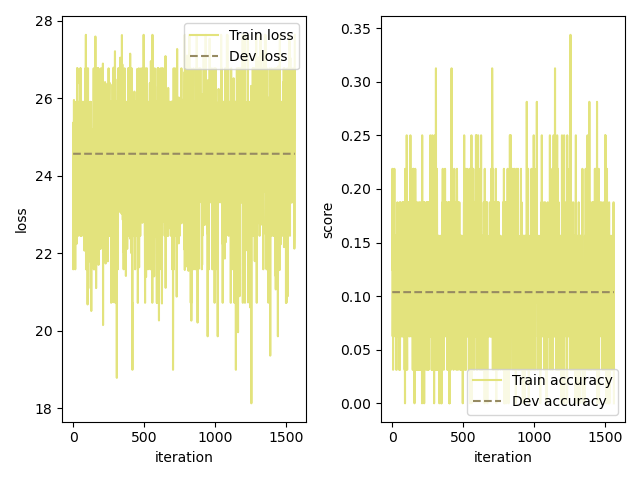 28
26
24
22
20
18
loss
0
500
1000
1500
iteration
Train loss
Dev loss
0.35
0.30
0.25
0.20
0.15
0.10
0.05
0.00
score
0
500
1000
1500
iteration
Train accuracy
Dev accuracy